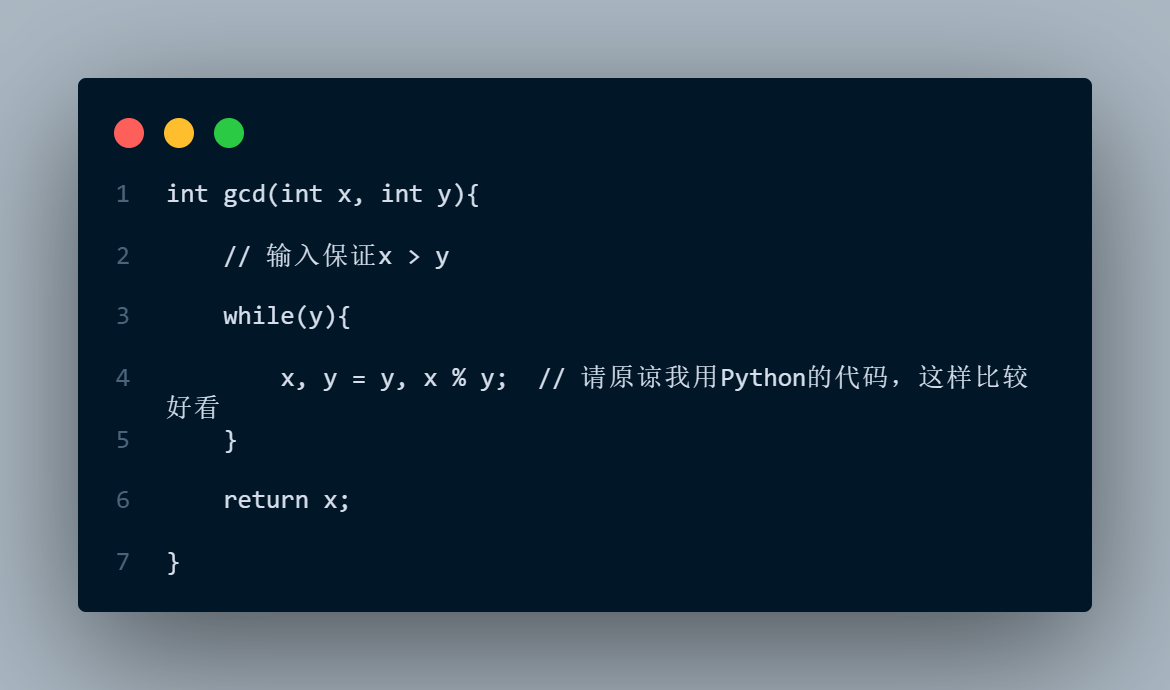 1 int gcd(int x, int y){
2 // 输入保证x > y
3 while(y){
4 x, y = y, x % y; // 请原谅我用Python的代码，这样比较
好看
5 }
6 return x;
7 }